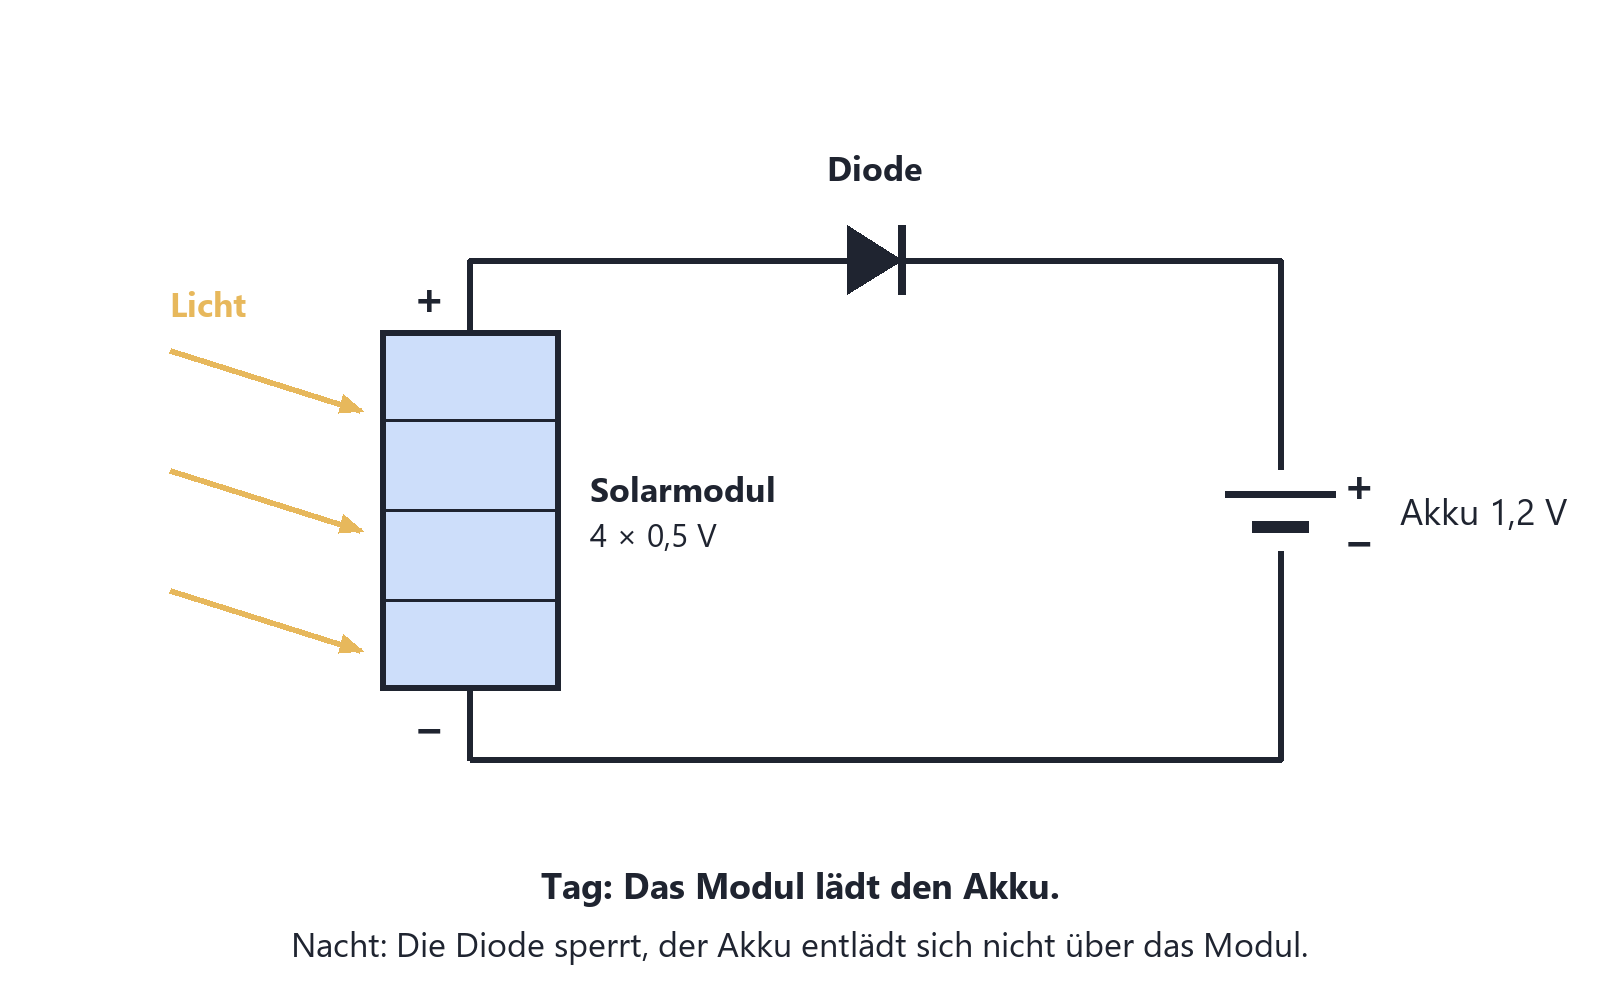 Diode
Licht
+
+
Solarmodul
4 × 0,5 V
Akku 1,2 V
−
−
Tag: Das Modul lädt den Akku.
Nacht: Die Diode sperrt, der Akku entlädt sich nicht über das Modul.